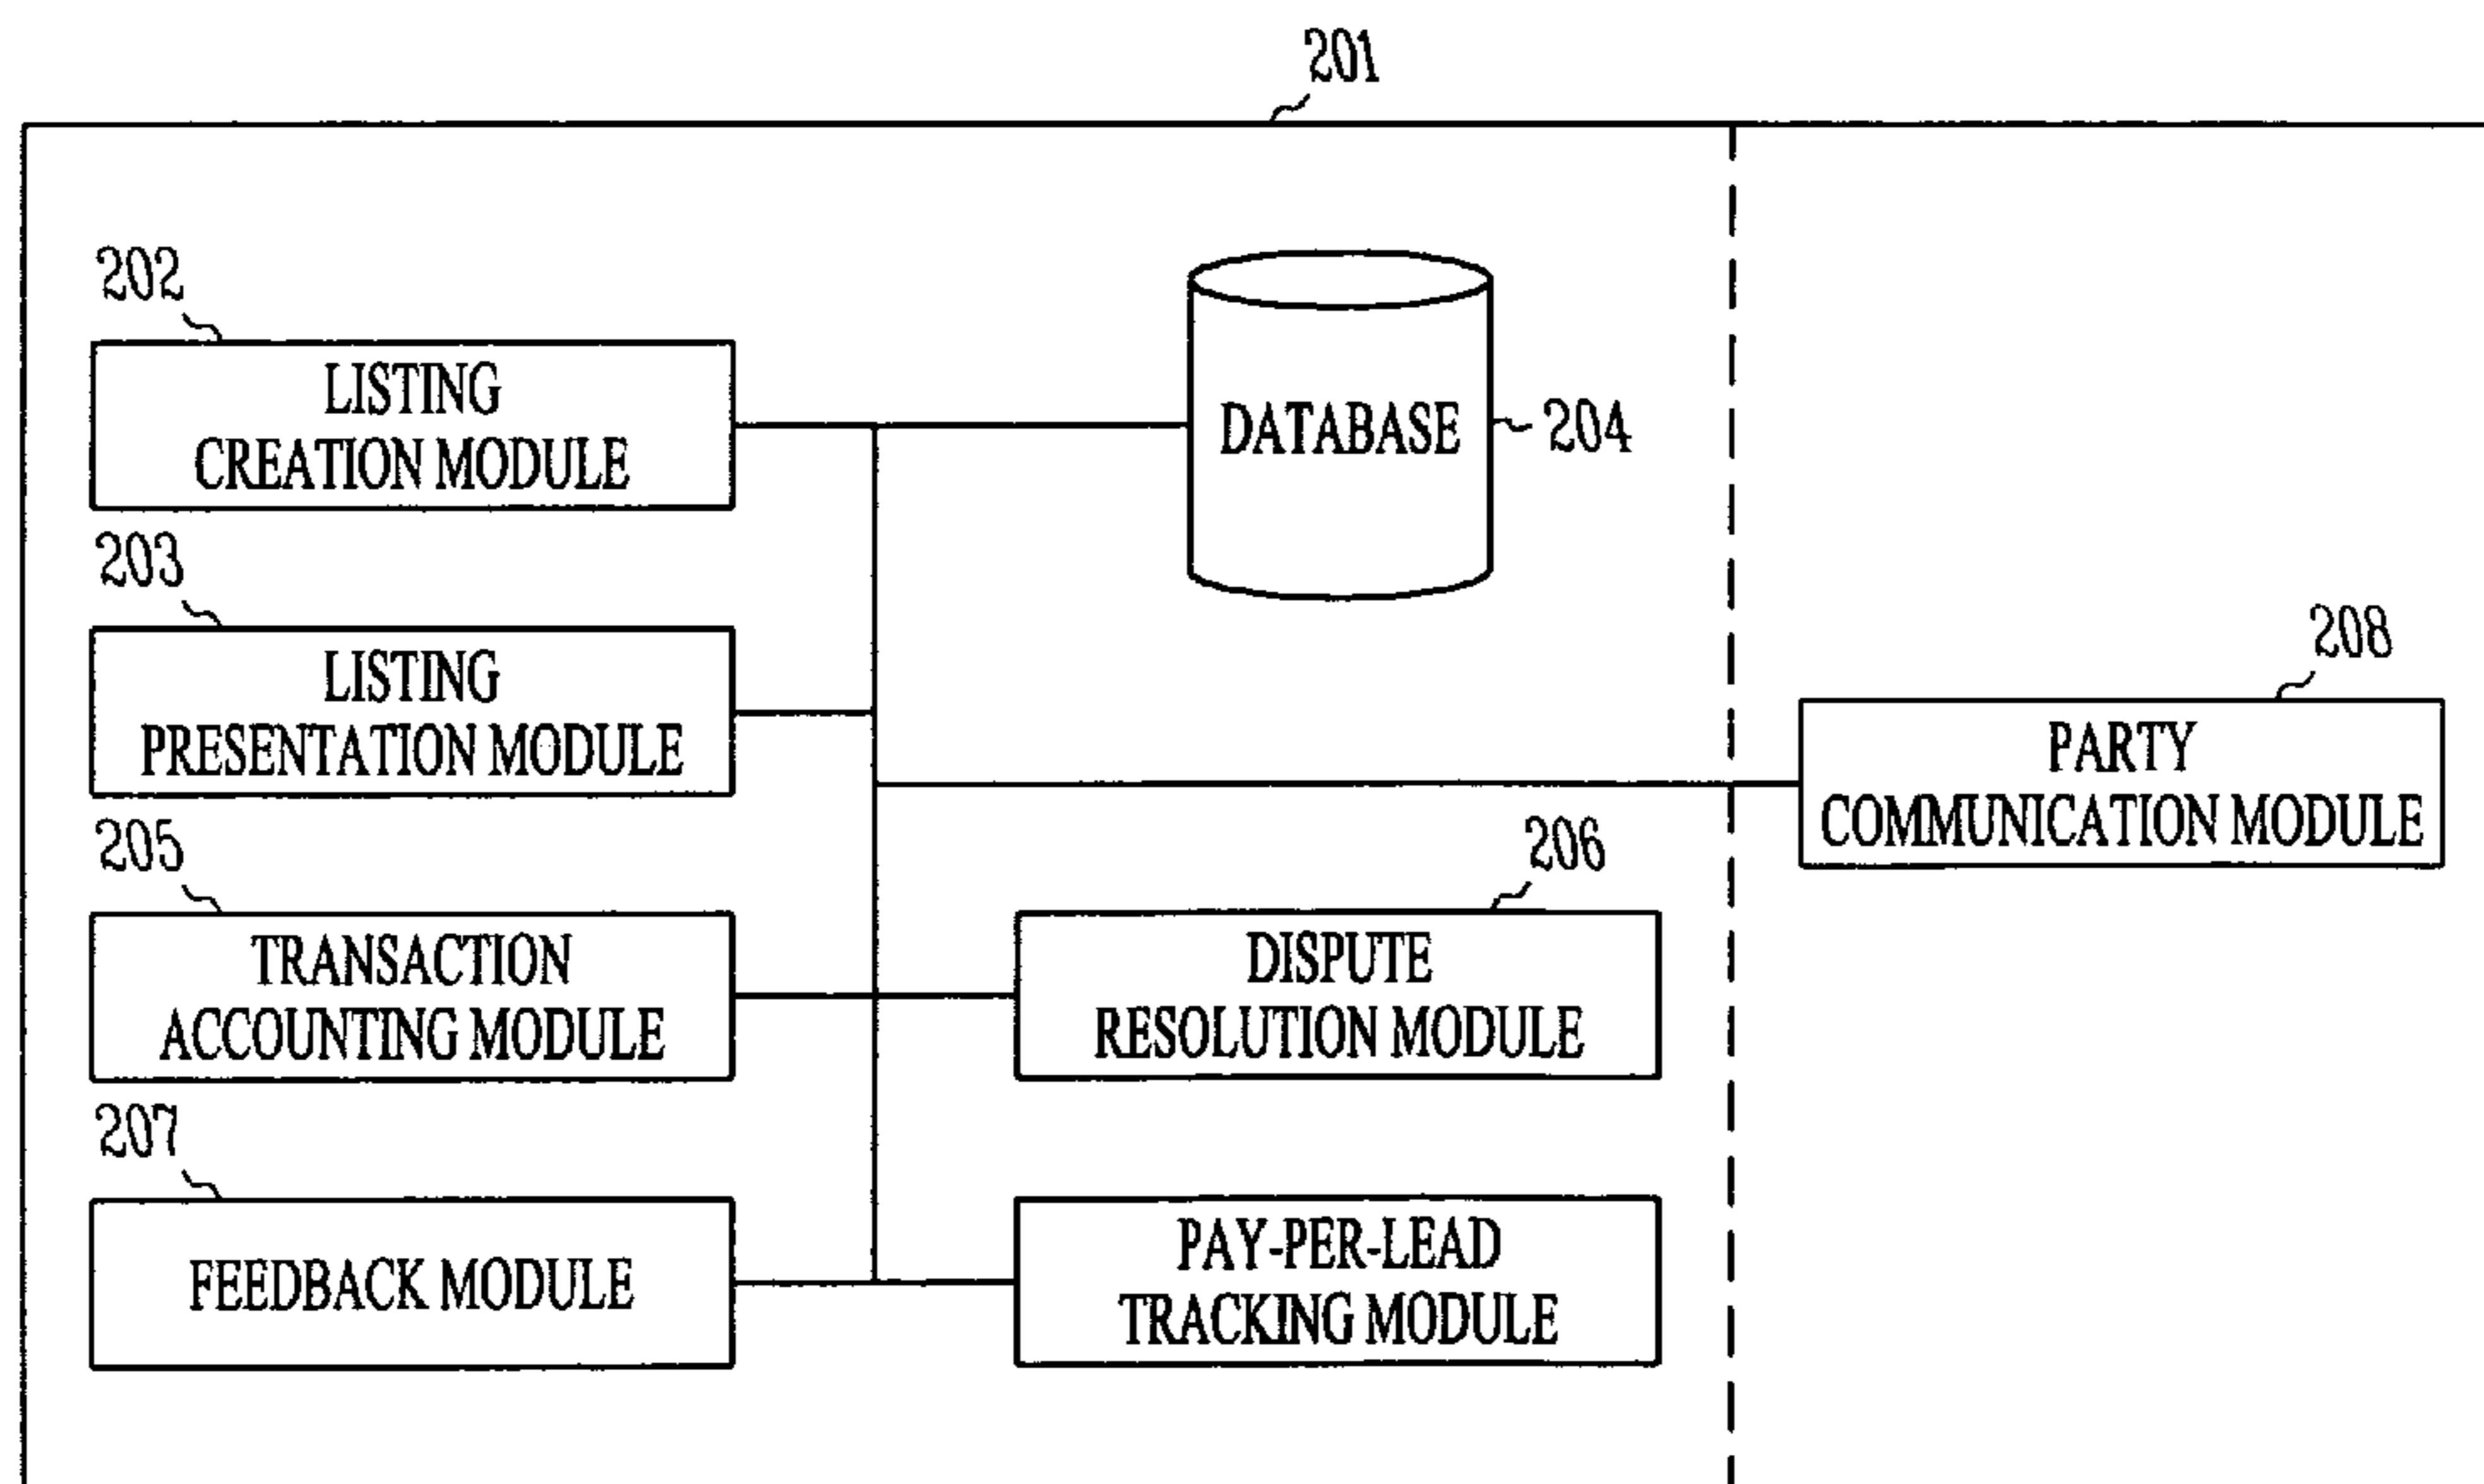 201
202
LISTING
CREATION MODULE
DATABASE
204
203
LISTING
PRESENTATION MODULE
208
PARTY
COMMUNICATION MODULE
205
TRANSACTION
ACCOUNTING MODULE
206
DISPUTE
RESOLUTION MODULE
207
FEEDBACK MODULE
PAY-PER-LEAD
TRACKING MODULE